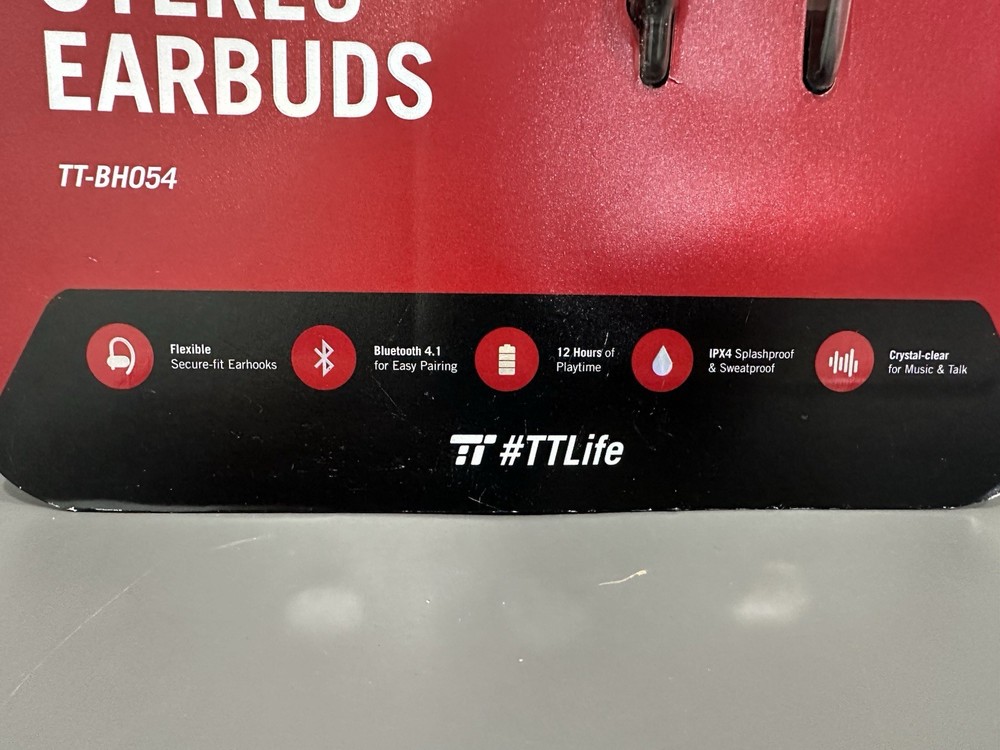 STEREO
EARBUDS
TT-BH054
Flexible
Secure-fit Earhooks
Bluetooth 4.1
for Easy Pairing
12 Hours of
Playtime
IPX4 Splashproof
& Sweatproof
Crystal-clear
for Music & Talk
TT #TTLife